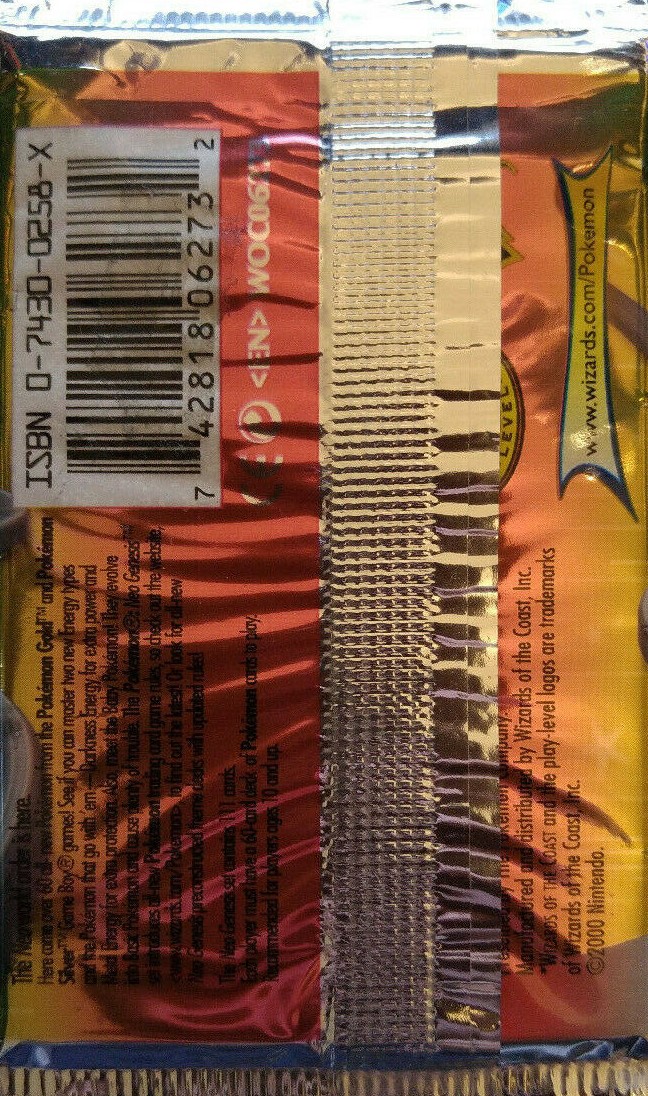 ISBN 0-7430-0258-X
7 42818 06273 2
CE <EN> WOC06
The Neo world order is here.
Here come over 60 all-new Pokémon from the Pokémon Gold™ and Pokémon
Silver™ Game Boy® games! See if you can master two new Energy types
and the Pokémon that go with 'em—Darkness Energy for extra power and
Metal Energy for extra protection. Also meet the Baby Pokémon! They evolve
into Basic Pokémon and cause plenty of trouble. The Pokémon®: Neo Genesis™
set introduces all-new Pokémon trading card game rules, so check out the website,
<www.wizards.com/Pokemon> to find out the latest! Or look for all-new
Neo Genesis preconstructed theme decks with updated rules!
The Neo Genesis set contains 111 cards.
Each player must have a 60-card deck of Pokémon cards to play.
Recommended for players ages 10 and up.
LEVEL
www.wizards.com/Pokemon
Manufactured and distributed by Wizards of the Coast, Inc.
*WIZARDS OF THE COAST and the play-level logos are trademarks
of Wizards of the Coast, Inc.
©2000 Nintendo.